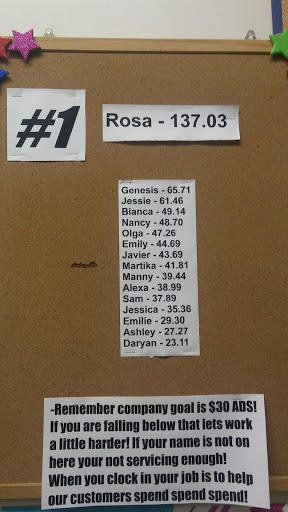 #1
Rosa - 137.03
Genesis - 65.71
Jessie - 61.46
Bianca - 49.14
Nancy - 48.70
Olga - 47.26
Emily - 44.69
Javier - 43.69
Martika - 41.81
Manny - 39.44
Alexa - 38.99
Sam - 37.89
Jessica - 35.36
Emilie - 29.30
Ashley - 27.27
Daryan - 23.11
-Remember company goal is $30 ADS!
If you are falling below that lets work
a little harder! If your name is not on
here your not servicing enough!
When you clock in your job is to help
our customers spend spend spend!